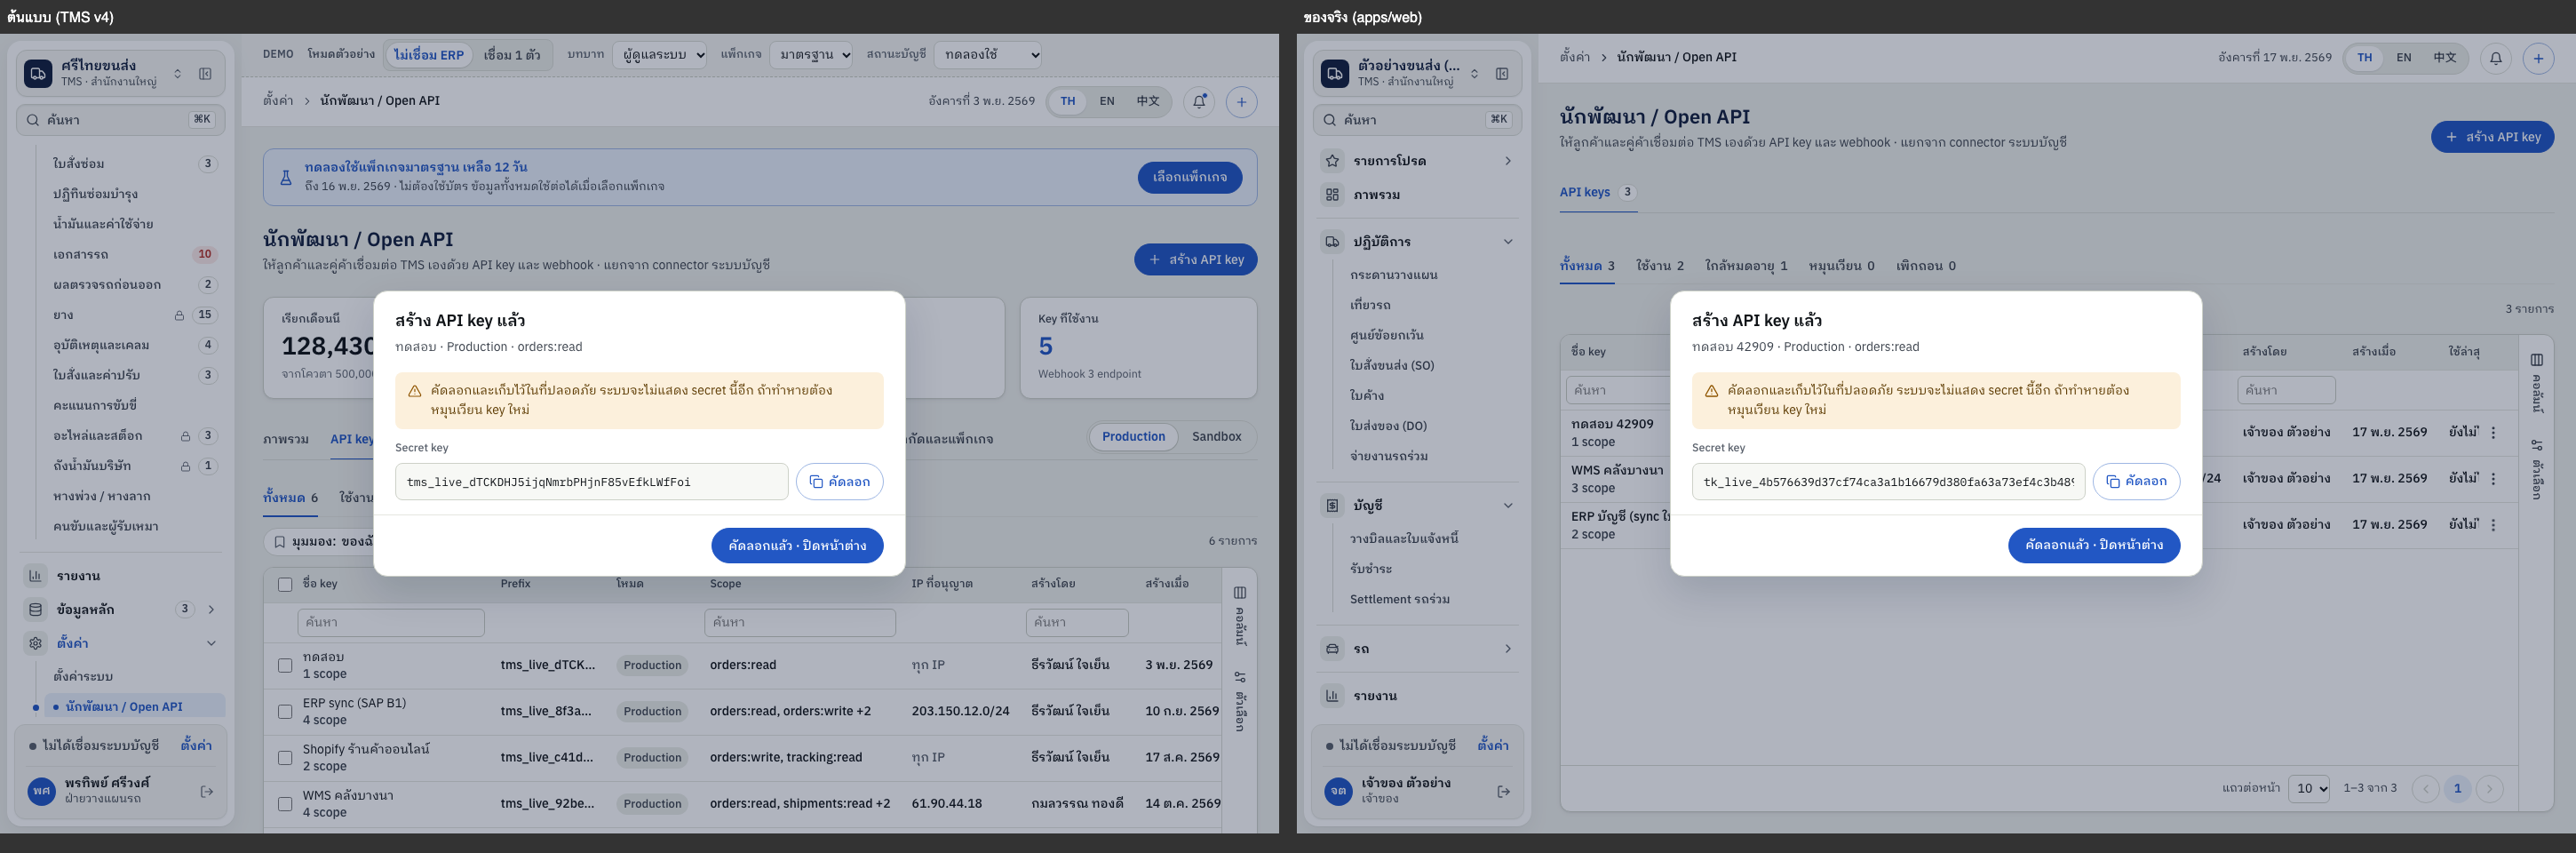 ต้นแบบ (TMS v4)
ศรีไทยขนส่ง
TMS · สำนักงานใหญ่
ค้นหา
⌘K
ใบสั่งซ่อม 3
ปฏิทินซ่อมบำรุง
น้ำมันและค่าใช้จ่าย
เอกสารรถ 10
ผลตรวจรถก่อนออก 2
ยาง 15
อุบัติเหตุและเคลม 4
ใบสั่งและค่าปรับ 3
คะแนนการขับขี่
อะไหล่และสต็อก 3
ถังน้ำมันบริษัท 1
หางพ่วง / หางลาก
คนขับและผู้รับเหมา
รายงาน
ข้อมูลหลัก 3
ตั้งค่า
ตั้งค่าระบบ
นักพัฒนา / Open API
ไม่ได้เชื่อมระบบบัญชี ตั้งค่า
พศ
พรทิพย์ ศรีวงศ์
ฝ่ายวางแผนรถ
DEMO โหมดตัวอย่าง ไม่เชื่อม ERP เชื่อม 1 ตัว บทบาท ผู้ดูแลระบบ แพ็กเกจ มาตรฐาน สถานะบัญชี ทดลองใช้
ตั้งค่า > นักพัฒนา / Open API
อังคารที่ 3 พ.ย. 2569 TH EN 中文
ทดลองใช้แพ็กเกจมาตรฐาน เหลือ 12 วัน
ถึง 16 พ.ย. 2569 · ไม่ต้องใช้บัตร ข้อมูลทั้งหมดใช้ต่อได้เมื่อเลือกแพ็กเกจ
เลือกแพ็กเกจ
นักพัฒนา / Open API
ให้ลูกค้าและคู่ค้าเชื่อมต่อ TMS เองด้วย API key และ webhook · แยกจาก connector ระบบบัญชี
+ สร้าง API key
เรียกเดือนนี้
128,430
จากโควตา 500,000
Key ที่ใช้งาน
5
Webhook 3 endpoint
ภาพรวม API key
กัดและแพ็กเกจ
Production Sandbox
ทั้งหมด 6 ใช้งาน
มุมมอง: ของฉัน
6 รายการ
สร้าง API key แล้ว
ทดสอบ · Production · orders:read
คัดลอกและเก็บไว้ในที่ปลอดภัย ระบบจะไม่แสดง secret นี้อีก ถ้าทำหายต้อง
หมุนเวียน key ใหม่
Secret key
tms_live_dTCKDHJ5ijqNmrbPHjnF85vEfkLWfFoi
คัดลอก
คัดลอกแล้ว · ปิดหน้าต่าง
ชื่อ key Prefix โหมด Scope IP ที่อนุญาต สร้างโดย สร้างเมื่อ
ค้นหา ค้นหา ค้นหา
ทดสอบ
1 scope
tms_live_dTCK... Production orders:read ทุก IP ธีรวัฒน์ ใจเย็น 3 พ.ย. 2569
ERP sync (SAP B1)
4 scope
tms_live_8f3a... Production orders:read, orders:write +2 203.150.12.0/24 ธีรวัฒน์ ใจเย็น 10 ก.ย. 2569
Shopify ร้านค้าออนไลน์
2 scope
tms_live_c41d... Production orders:write, tracking:read ทุก IP ธีรวัฒน์ ใจเย็น 17 ส.ค. 2569
WMS คลังบางนา
4 scope
tms_live_92be... Production orders:read, shipments:read +2 61.90.44.18 กมลวรรณ ทองดี 14 ต.ค. 2569
คอลัมน์
ตัวเลือก
ของจริง (apps/web)
ตัวอย่างขนส่ง (...
TMS · สำนักงานใหญ่
ค้นหา
⌘K
รายการโปรด
ภาพรวม
ปฏิบัติการ
กระดานวางแผน
เที่ยวรถ
ศูนย์ข้อยกเว้น
ใบสั่งขนส่ง (SO)
ใบค้าง
ใบส่งของ (DO)
จ่ายงานรถร่วม
บัญชี
วางบิลและใบแจ้งหนี้
รับชำระ
Settlement รถร่วม
รถ
รายงาน
ไม่ได้เชื่อมระบบบัญชี ตั้งค่า
จต
เจ้าของ ตัวอย่าง
เจ้าของ
ตั้งค่า > นักพัฒนา / Open API
อังคารที่ 17 พ.ย. 2569 TH EN 中文
นักพัฒนา / Open API
ให้ลูกค้าและคู่ค้าเชื่อมต่อ TMS เองด้วย API key และ webhook · แยกจาก connector ระบบบัญชี
+ สร้าง API key
API keys 3
ทั้งหมด 3 ใช้งาน 2 ใกล้หมดอายุ 1 หมุนเวียน 0 เพิกถอน 0
3 รายการ
สร้าง API key แล้ว
ทดสอบ 42909 · Production · orders:read
คัดลอกและเก็บไว้ในที่ปลอดภัย ระบบจะไม่แสดง secret นี้อีก ถ้าทำหายต้อง
หมุนเวียน key ใหม่
Secret key
tk_live_4b576639d37cf74ca3a1b16679d380fa63a73ef4c3b489
คัดลอก
คัดลอกแล้ว · ปิดหน้าต่าง
ชื่อ key สร้างโดย สร้างเมื่อ ใช้ล่าสุ
ค้นหา ค้นหา
ทดสอบ 42909
1 scope
เจ้าของ ตัวอย่าง 17 พ.ย. 2569 ยังไม่
WMS คลังบางนา
3 scope
/24 เจ้าของ ตัวอย่าง 17 พ.ย. 2569 ยังไม่
ERP บัญชี (sync ใบ
2 scope
เจ้าของ ตัวอย่าง 17 พ.ย. 2569 ยังไม่
คอลัมน์
ตัวเลือก
แถวต่อหน้า 10 1–3 จาก 3 1